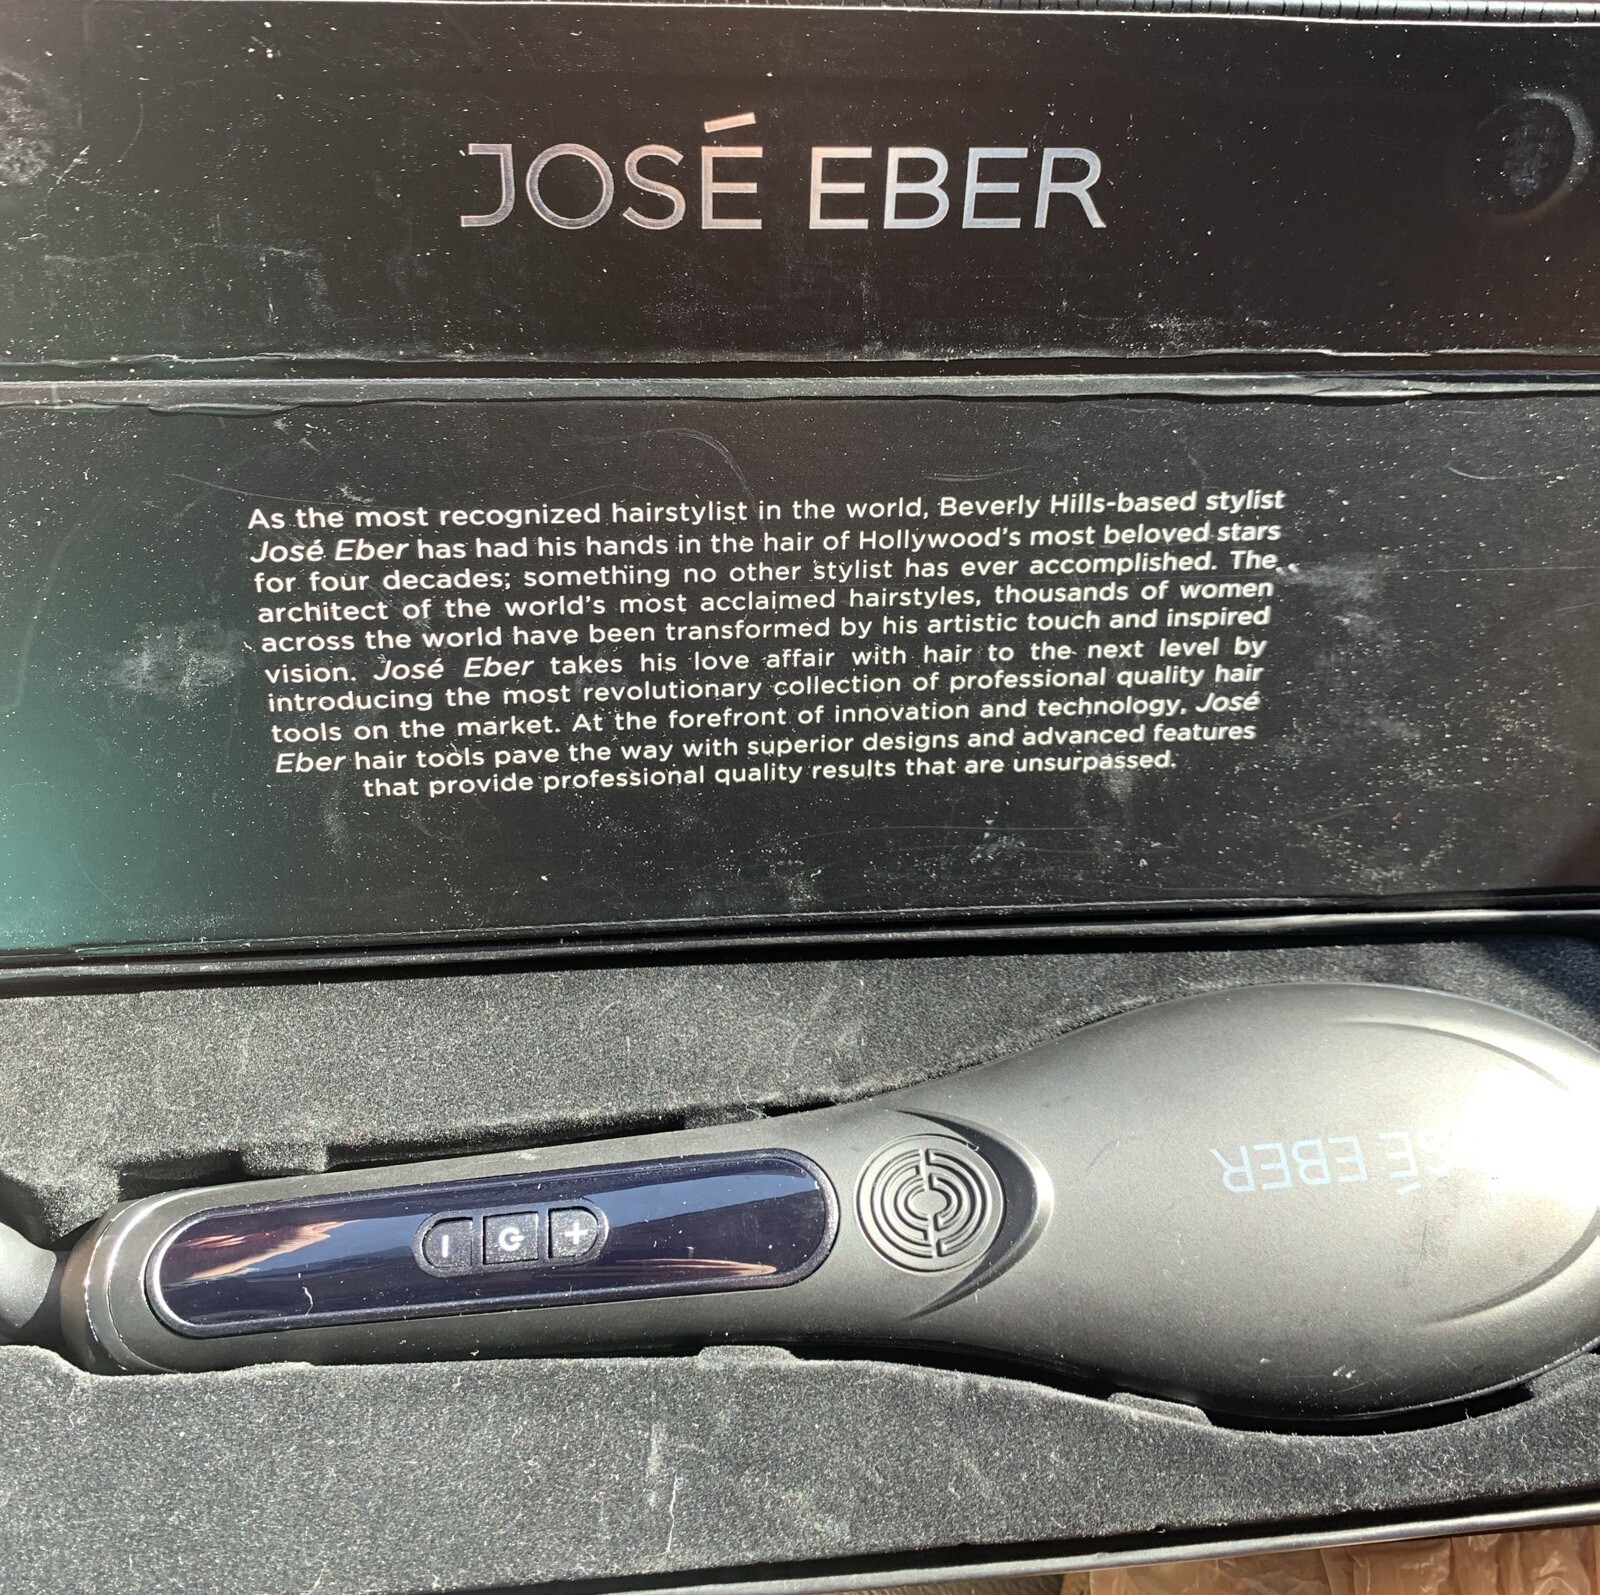 JOSÉ EBER
As the most recognized hairstylist in the world, Beverly Hills-based stylist
José Eber has had his hands in the hair of Hollywood's most beloved stars
for four decades; something no other stylist has ever accomplished. The
architect of the world's most acclaimed hairstyles, thousands of women
across the world have been transformed by his artistic touch and inspired
vision. José Eber takes his love affair with hair to the next level by
introducing the most revolutionary collection of professional quality hair
tools on the market. At the forefront of innovation and technology, José
Eber hair tools pave the way with superior designs and advanced features
that provide professional quality results that are unsurpassed.
EBER